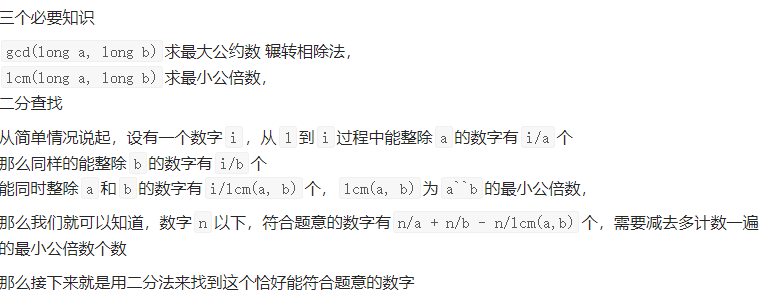 三个必要知识
gcd(long a, long b) 求最大公约数 辗转相除法，
lcm(long a, long b) 求最小公倍数，
二分查找
从简单情况说起，设有一个数字 i ，从 1 到 i 过程中能整除 a 的数字有 i/a 个
那么同样的能整除 b 的数字有 i/b 个
能同时整除 a 和 b 的数字有 i/lcm(a, b) 个， lcm(a, b) 为 a``b 的最小公倍数，
那么我们就可以知道，数字 n 以下，符合题意的数字有 n/a + n/b - n/lcm(a,b) 个，需要减去多计数一遍
的最小公倍数个数
那么接下来就是用二分法来找到这个恰好能符合题意的数字